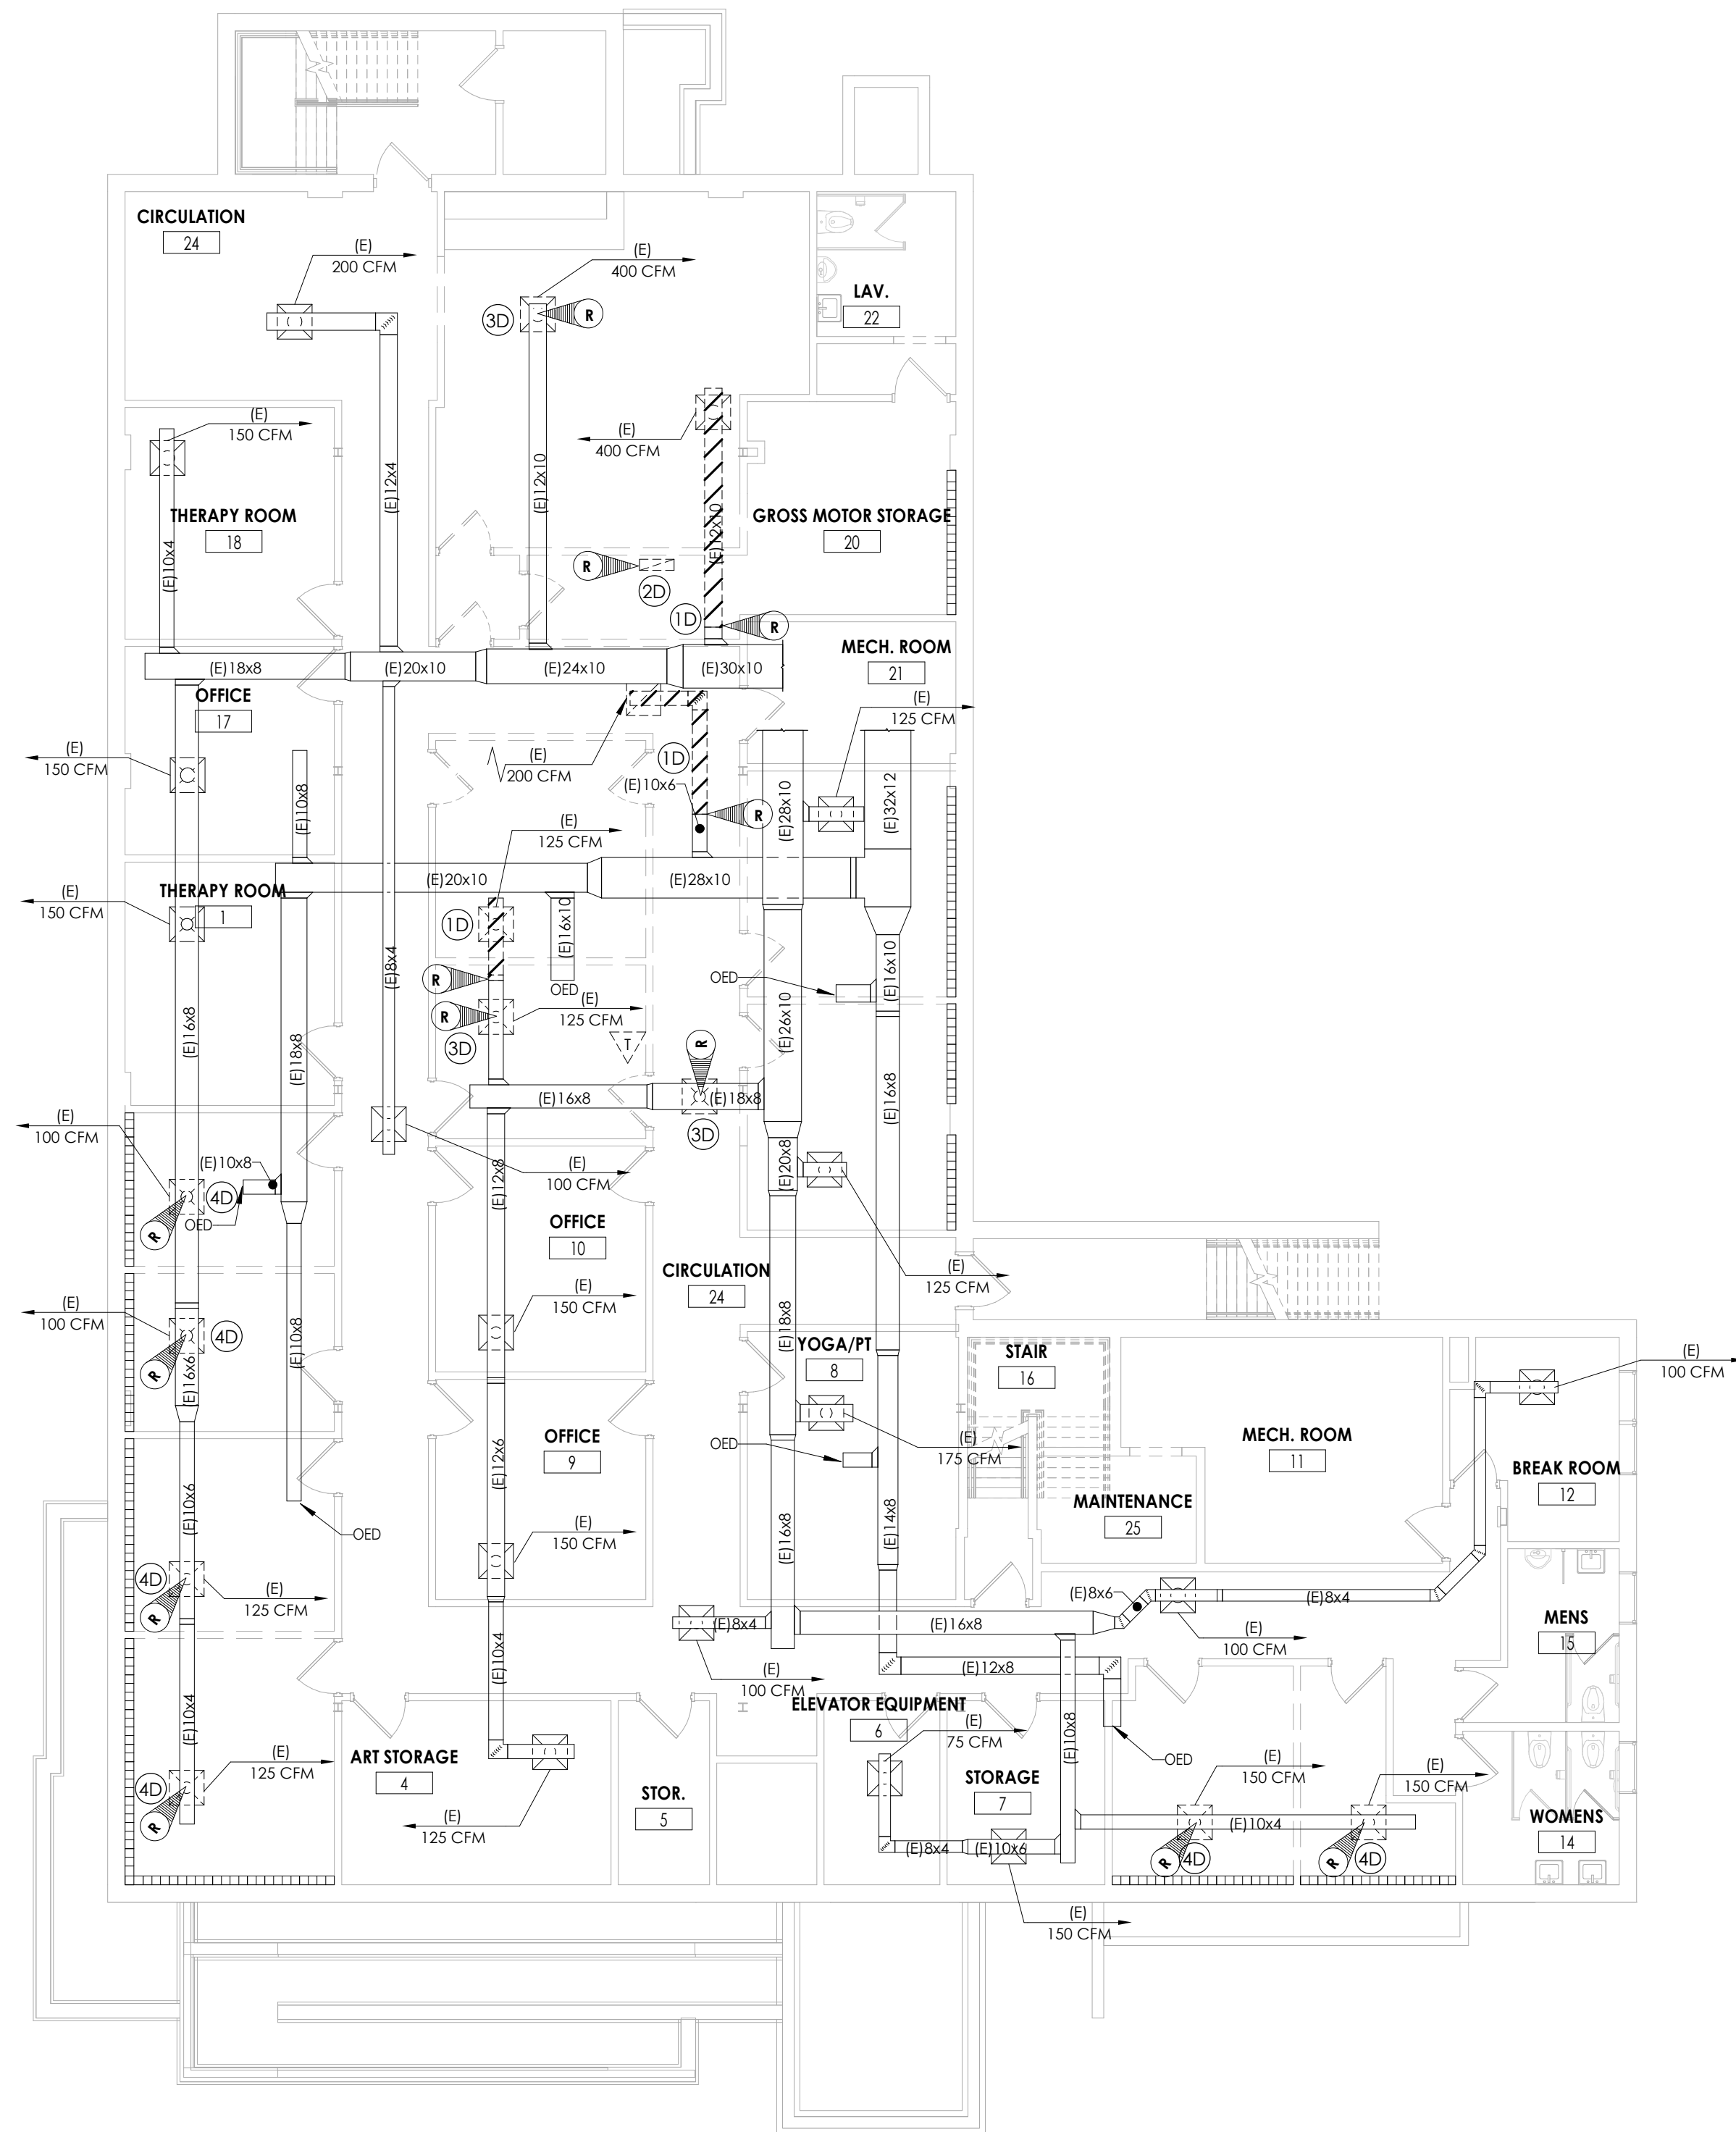 CIRCULATION
24
(E)
200 CFM
(E)
400 CFM
3D
R
LAV.
22
(E)
150 CFM
(E)
400 CFM
(E)12x4
(E)12x10
(E)12x10
THERAPY ROOM
18
(E)10x4
GROSS MOTOR STORAGE
20
R
2D
1D
R
MECH. ROOM
21
(E)18x8
(E)20x10
(E)24x10
(E)30x10
OFFICE
17
(E)
125 CFM
(E)
150 CFM
(E)
200 CFM
1D
(E)10x6
R
(E)10x8
(E)28x10
(E)32x12
(E)
125 CFM
THERAPY ROOM
1
(E)
150 CFM
(E)20x10
(E)28x10
1D
(E)16x10
R
OED
OED
(E)16x10
(E)8x4
(E)
125 CFM
R
3D
T
R
(E)26x10
(E)16x8
(E)18x8
(E)16x8
(E)18x8
(E)16x8
3D
(E)
100 CFM
(E)10x8
4D
OED
R
(E)12x8
(E)
100 CFM
(E)20x8
OFFICE
10
CIRCULATION
24
(E)
125 CFM
(E)
100 CFM
4D
R
(E)16x6
(E)10x8
(E)
150 CFM
(E)18x8
YOGA/PT
8
STAIR
16
(E)
100 CFM
OFFICE
9
(E)12x6
OED
(E)
175 CFM
MECH. ROOM
11
BREAK ROOM
12
MAINTENANCE
25
(E)10x6
OED
(E)16x8
(E)14x8
(E)
150 CFM
4D
R
(E)
125 CFM
(E)8x6
(E)8x4
(E)8x4
(E)16x8
(E)
100 CFM
MENS
15
(E)10x4
(E)12x8
(E)
100 CFM
ELEVATOR EQUIPMENT
6
(E)
75 CFM
(E)10x8
OED
(E)10x4
ART STORAGE
4
(E)
125 CFM
4D
R
STOR.
5
STORAGE
7
(E)
150 CFM
(E)
150 CFM
(E)
125 CFM
WOMENS
14
(E)10x4
(E)8x4
(E)10x6
R
4D
R
4D
(E)
150 CFM